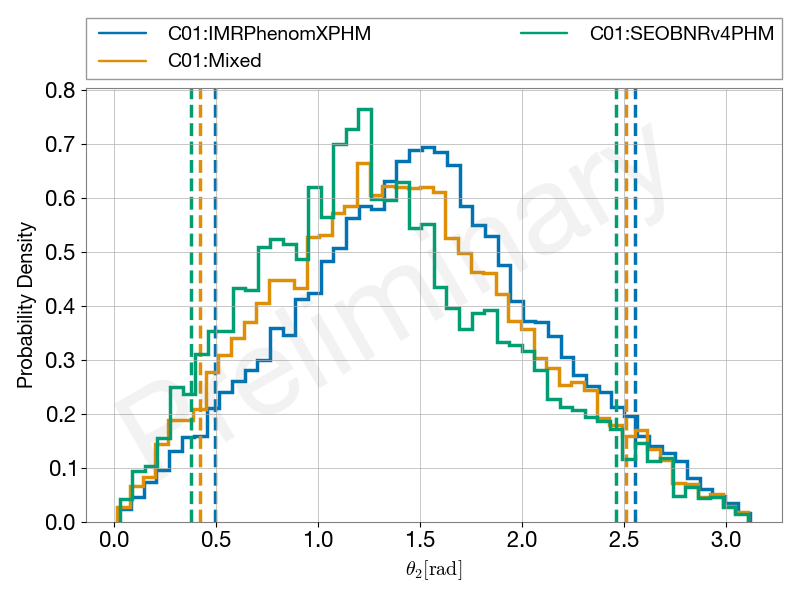 C01:IMRPhenomXPHM
C01:Mixed
C01:SEOBNRv4PHM
Preliminary
Probability Density
0.8
0.7
0.6
0.5
0.4
0.3
0.2
0.1
0.0
0.0 0.5 1.0 1.5 2.0 2.5 3.0
θ₂[rad]